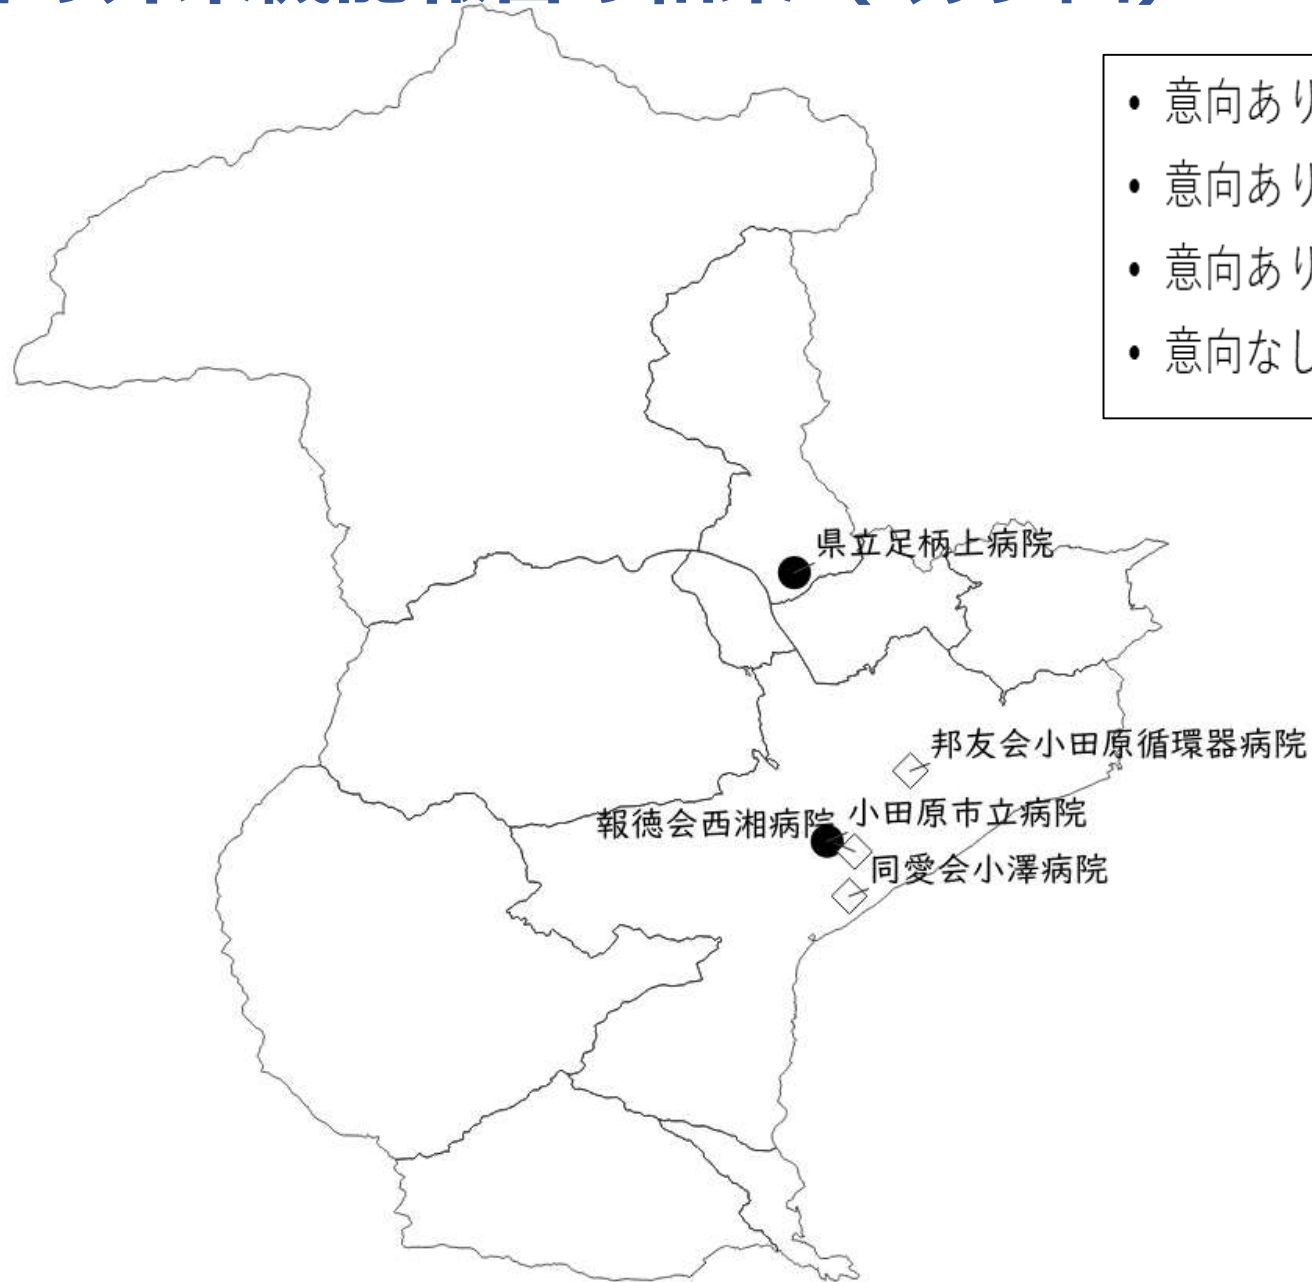 • 意向あり
• 意向あり
• 意向あり
• 意向なし
県立足柄上病院
邦友会小田原循環器病院
小田原市立病院
報徳会西湘病院
同愛会小澤病院